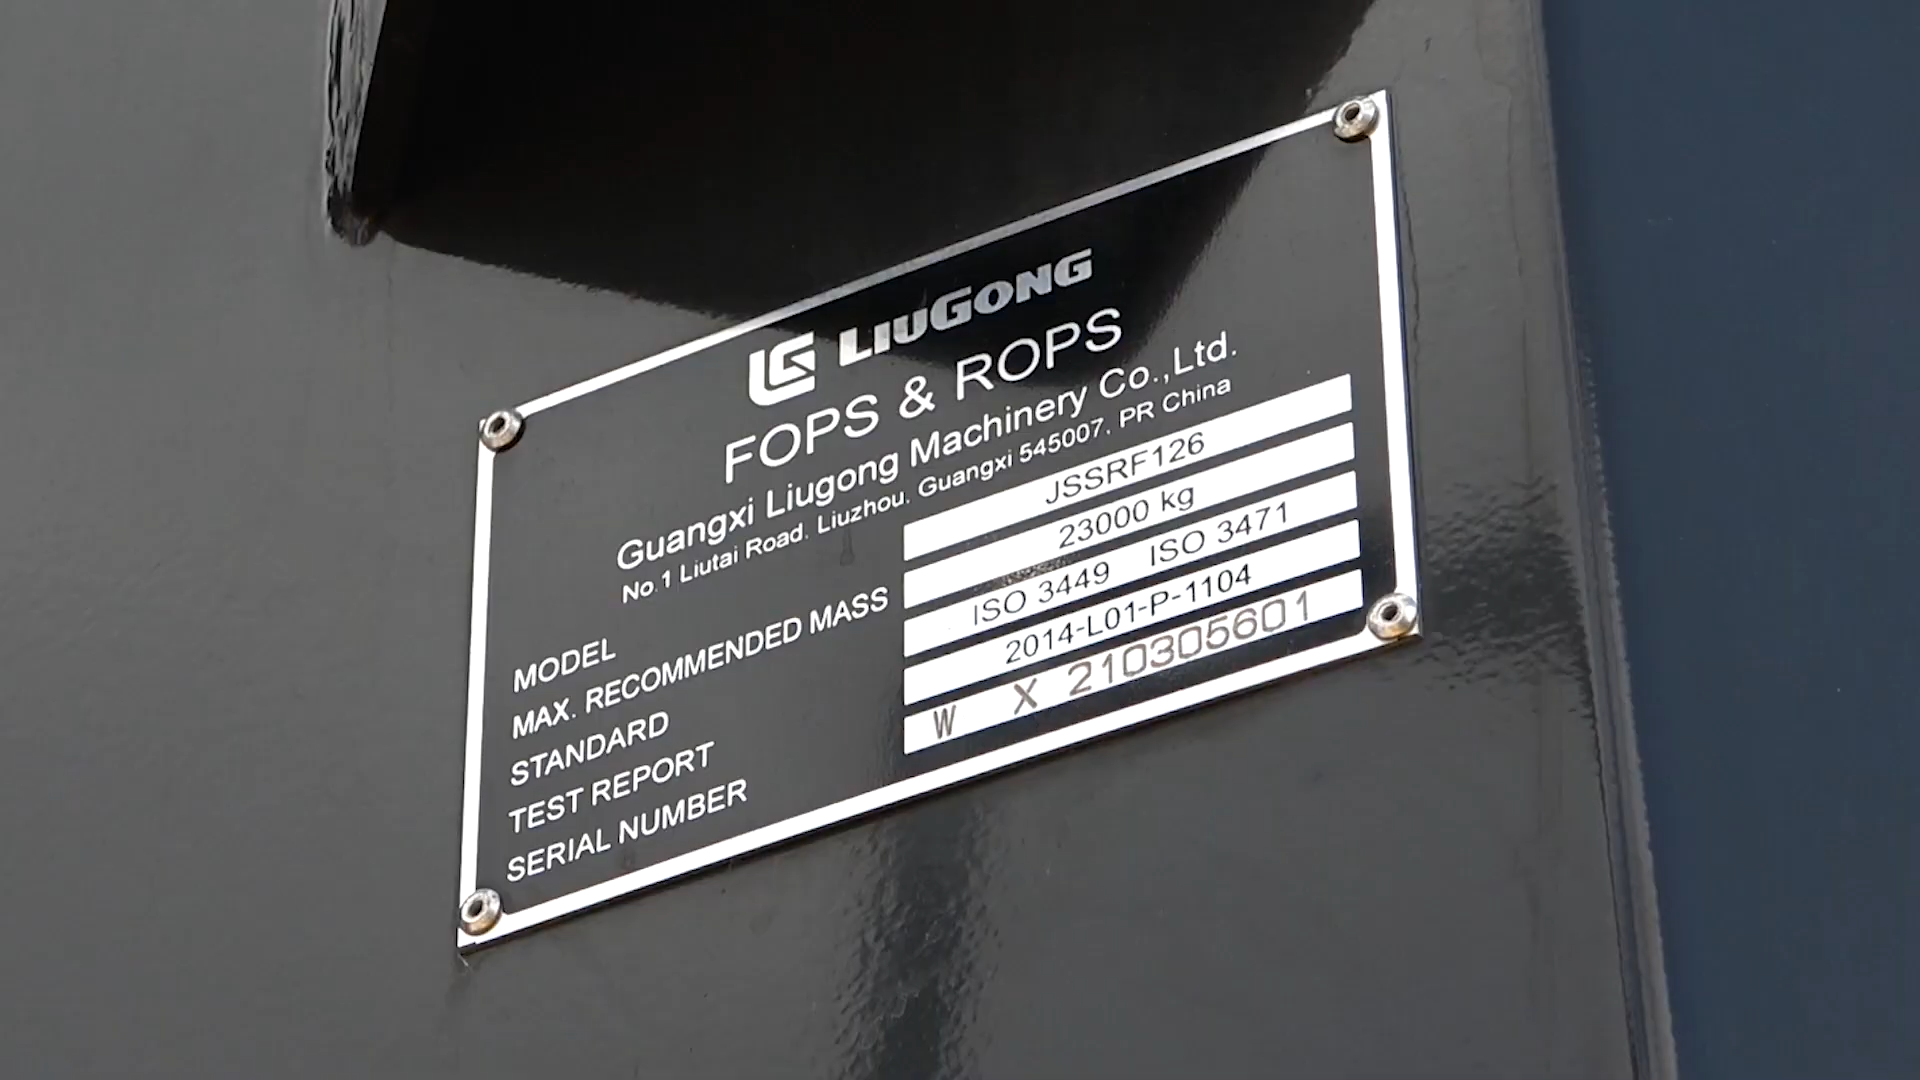 LG LIUGONG
FOPS & ROPS
Guangxi Liugong Machinery Co.,Ltd.
No.1 Liutai Road, Liuzhou, Guangxi 545007, PR China
MODEL JSSRF126
MAX. RECOMMENDED MASS 23000 kg
STANDARD ISO 3449 ISO 3471
TEST REPORT 2014-L01-P-1104
SERIAL NUMBER W X 210305601